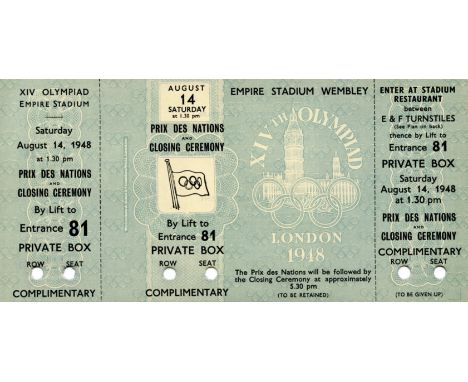 XIV OLYMPIAD
EMPIRE STADIUM
Saturday
August 14, 1948
at 1.30 pm
PRIX DES NATIONS
AND
CLOSING CEREMONY
By Lift to
Entrance 81
PRIVATE BOX
ROW SEAT
COMPLIMENTARY
AUGUST
14
SATURDAY
at 1.30 pm
PRIX DES NATIONS
AND
CLOSING CEREMONY
By Lift to
Entrance 81
PRIVATE BOX
ROW SEAT
COMPLIMENTARY
EMPIRE STADIUM WEMBLEY
XIVTH OLYMPIAD
LONDON
1948
The Prix des Nations will be followed by
the Closing Ceremony at approximately
5.30 pm
(TO BE RETAINED)
ENTER AT STADIUM
RESTAURANT
between
E & F TURNSTILES
(See Plan on back)
thence by Lift to
Entrance 81
PRIVATE BOX
Saturday
August 14, 1948
at 1.30 pm
PRIX DES NATIONS
AND
CLOSING CEREMONY
ROW SEAT
COMPLIMENTARY
(TO BE GIVEN UP)